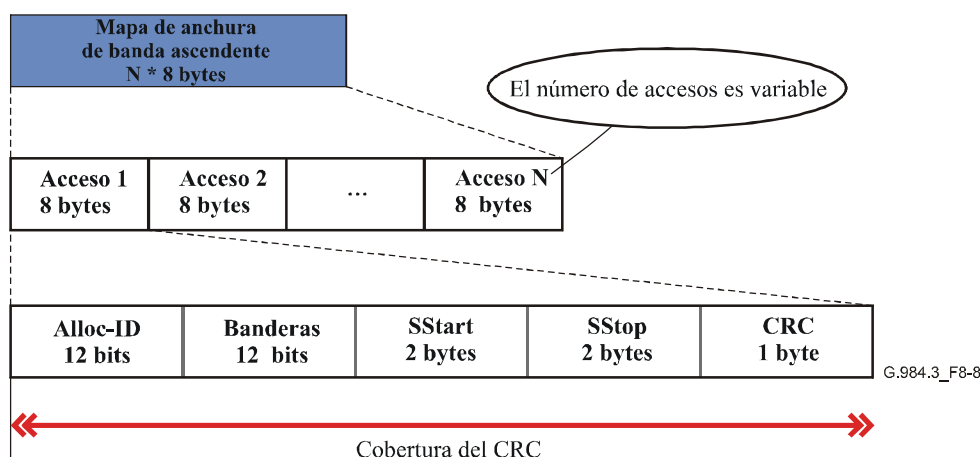 Mapa de anchura
de banda ascendente
N * 8 bytes
El número de accesos es variable
Acceso 1
8 bytes
Acceso 2
8 bytes
...
Acceso N
8 bytes
Alloc-ID
12 bits
Banderas
12 bits
SStart
2 bytes
SStop
2 bytes
CRC
1 byte
G.984.3_F8-8
Cobertura del CRC